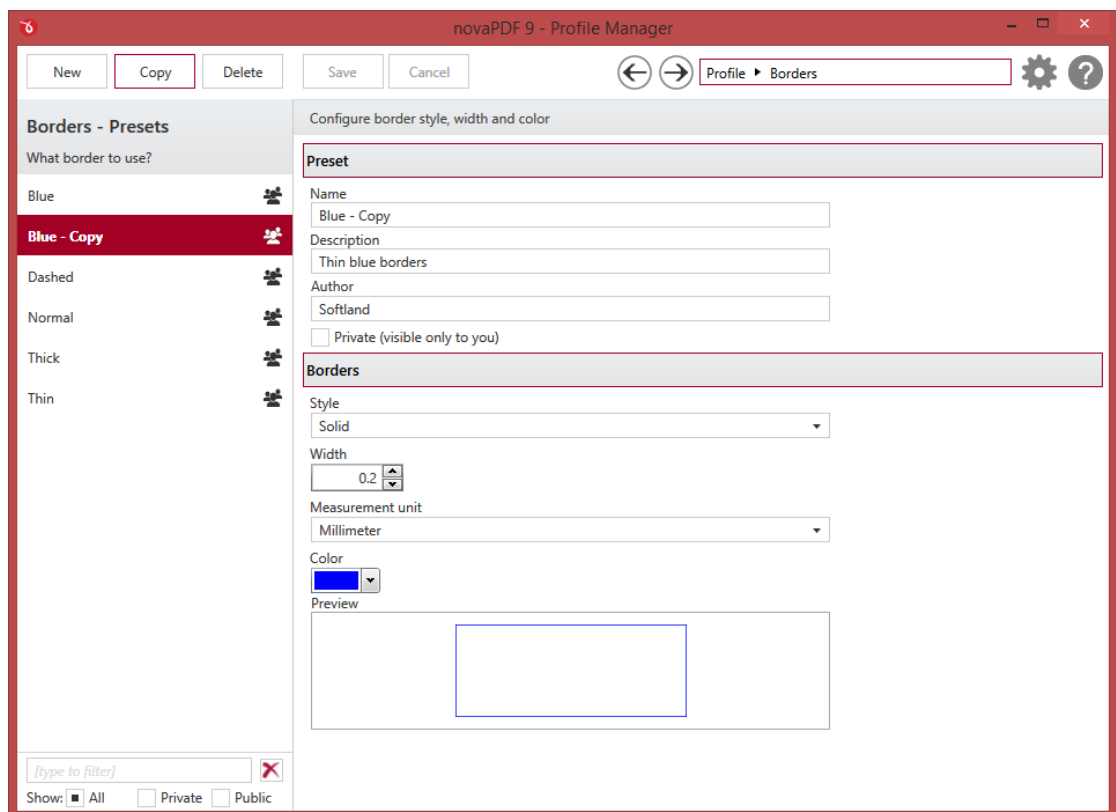 novaPDF 9 - Profile Manager
New Copy Delete Save Cancel Profile Borders
Borders - Presets
What border to use?
Blue
Blue - Copy
Dashed
Normal
Thick
Thin
[type to filter]
Show: All Private Public
Configure border style, width and color
Preset
Name
Blue - Copy
Description
Thin blue borders
Author
Softland
Private (visible only to you)
Borders
Style
Solid
Width
0.2
Measurement unit
Millimeter
Color
Preview